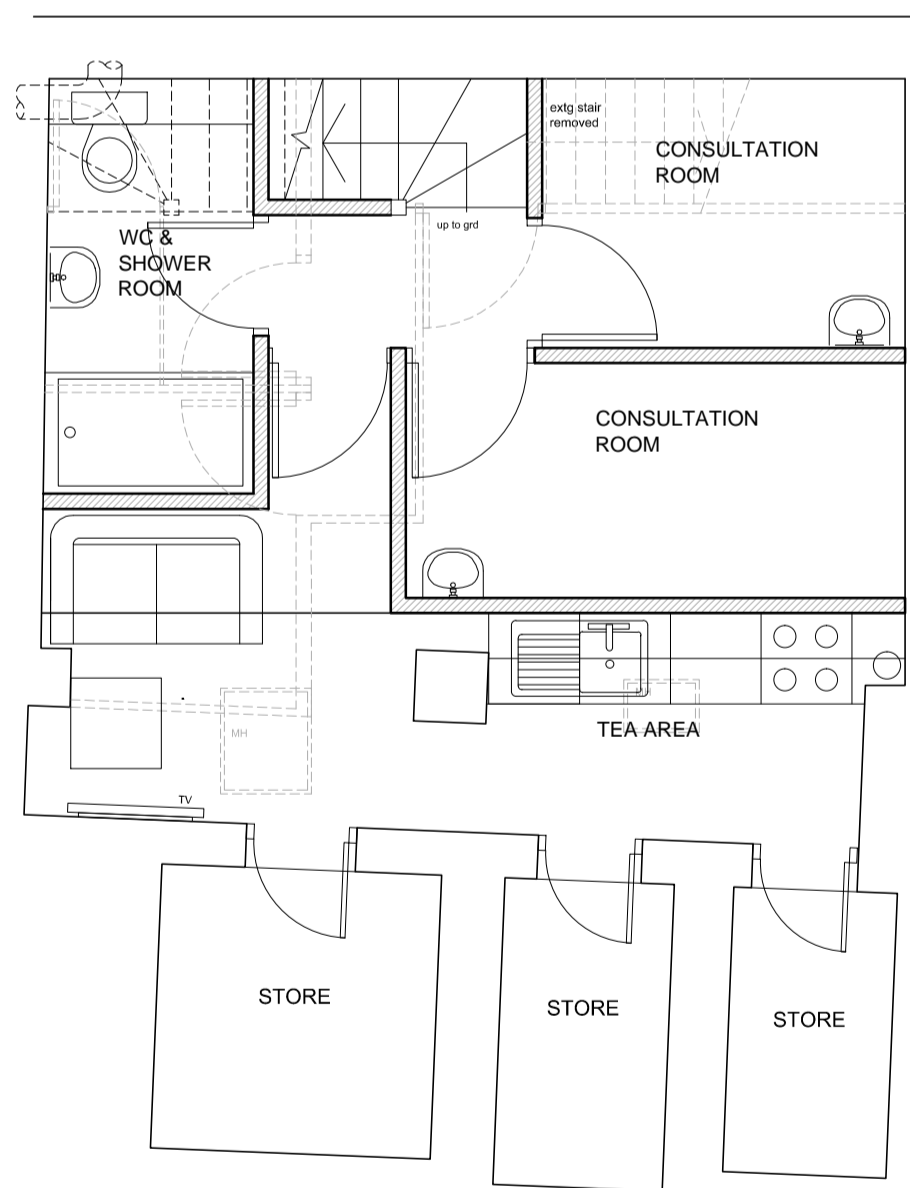 extg stair
removed
CONSULTATION
ROOM
up to grd
WC &
SHOWER
ROOM
CONSULTATION
ROOM
MH
TEA AREA
MH
TV
STORE
STORE
STORE